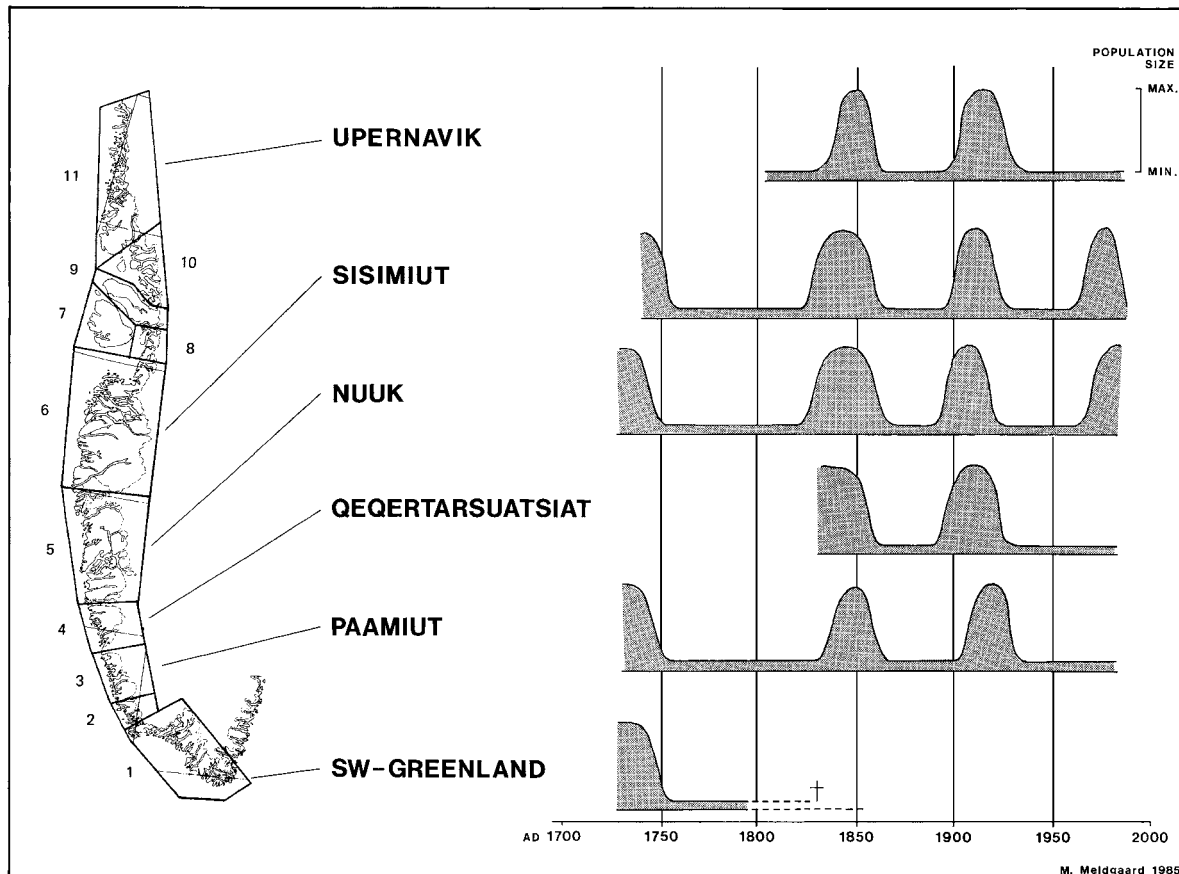 POPULATION
SIZE
MAX.
MIN.
UPERNAVIK
SISIMIUT
NUUK
QEQERTARSUATSIAT
PAAMIUT
SW-GREENLAND
11
10
9
7
8
6
5
4
3
2
1
AD 1700 1750 1800 1850 1900 1950 2000
M. Meldgaard 1985